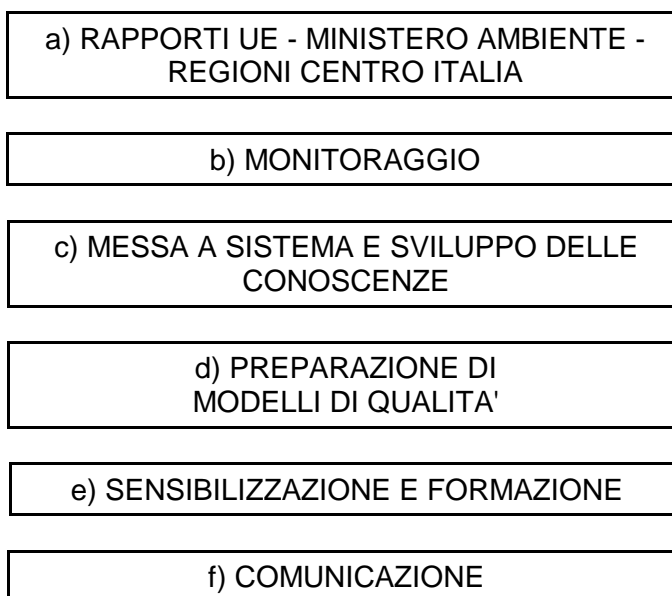 a) RAPPORTI UE - MINISTERO AMBIENTE -
REGIONI CENTRO ITALIA
b) MONITORAGGIO
c) MESSA A SISTEMA E SVILUPPO DELLE
CONOSCENZE
d) PREPARAZIONE DI
MODELLI DI QUALITA'
e) SENSIBILIZZAZIONE E FORMAZIONE
f) COMUNICAZIONE